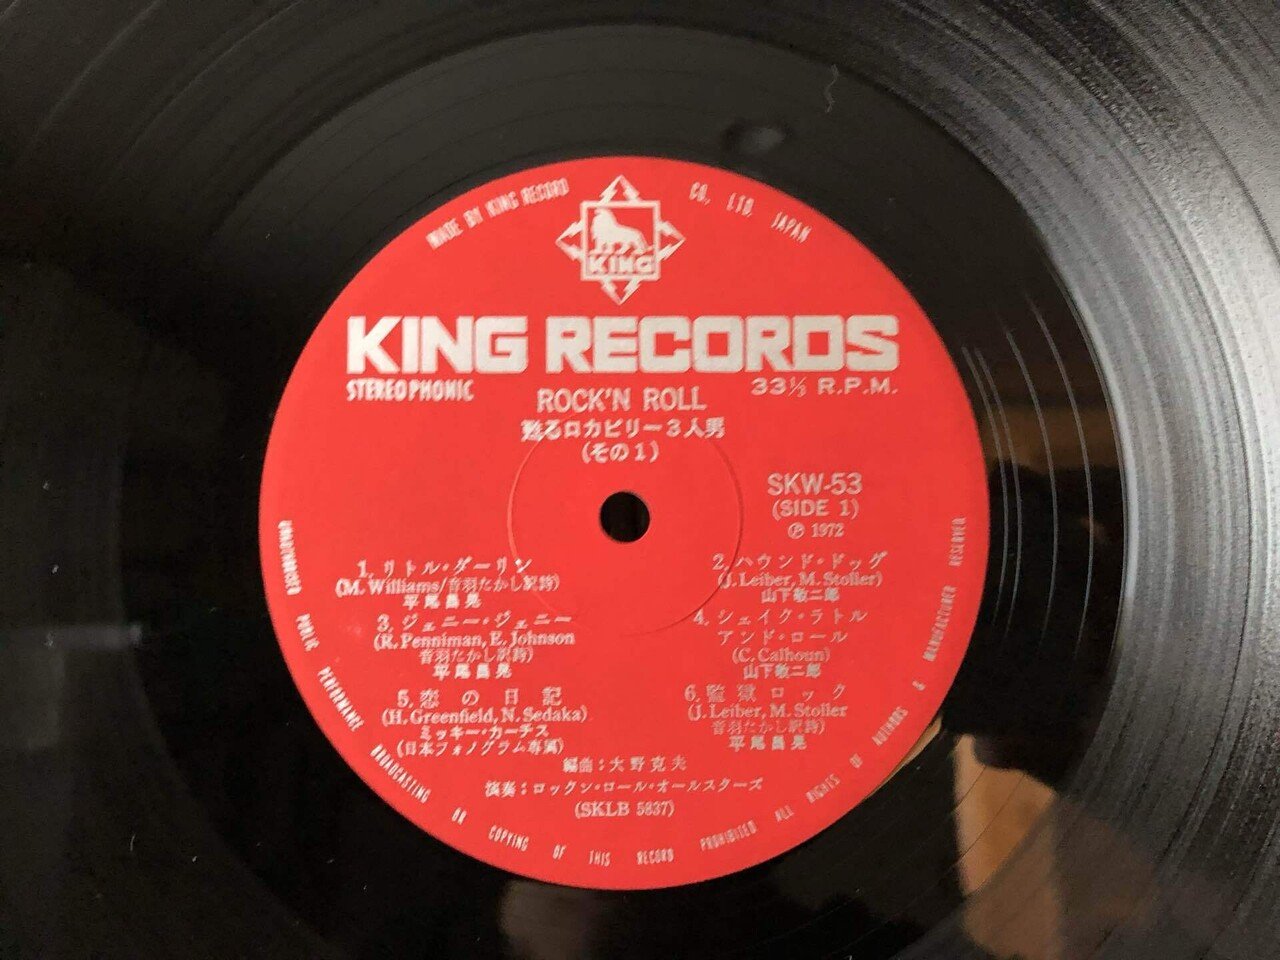 MADE BY KING RECORD CO., LTD. JAPAN
KING
KING RECORDS
STEREOPHONIC
33⅓ R.P.M.
ROCK'N ROLL
甦るロカビリー3人男
(その1)
SKW-53
(SIDE 1)
Ⓟ 1972
1. リトル・ダーリン
(M. Williams/音羽たかし訳詩)
平尾昌晃
2. ハウンド・ドッグ
(J. Leiber, M. Stoller)
山下敬二郎
3. ジェニー・ジェニー
(R. Penniman, E. Johnson
音羽たかし訳詩)
平尾昌晃
4. シェイク・ラトル
アンド・ロール
(C. Calhoun)
山下敬二郎
5. 恋の日記
(H. Greenfield, N. Sedaka)
ミッキー・カーチス
(日本フォノグラム専属)
6. 監獄ロック
(J. Leiber, M. Stoller
音羽たかし訳詩)
平尾昌晃
編曲：大野克夫
演奏：ロックン・ロール・オールスターズ
(SKLB 5837)
UNAUTHORIZED PUBLIC PERFORMANCE BROADCASTING OR COPYING OF THIS RECORD PROHIBITED ALL RIGHTS OF AUTHORS & MANUFACTURER RESERVED